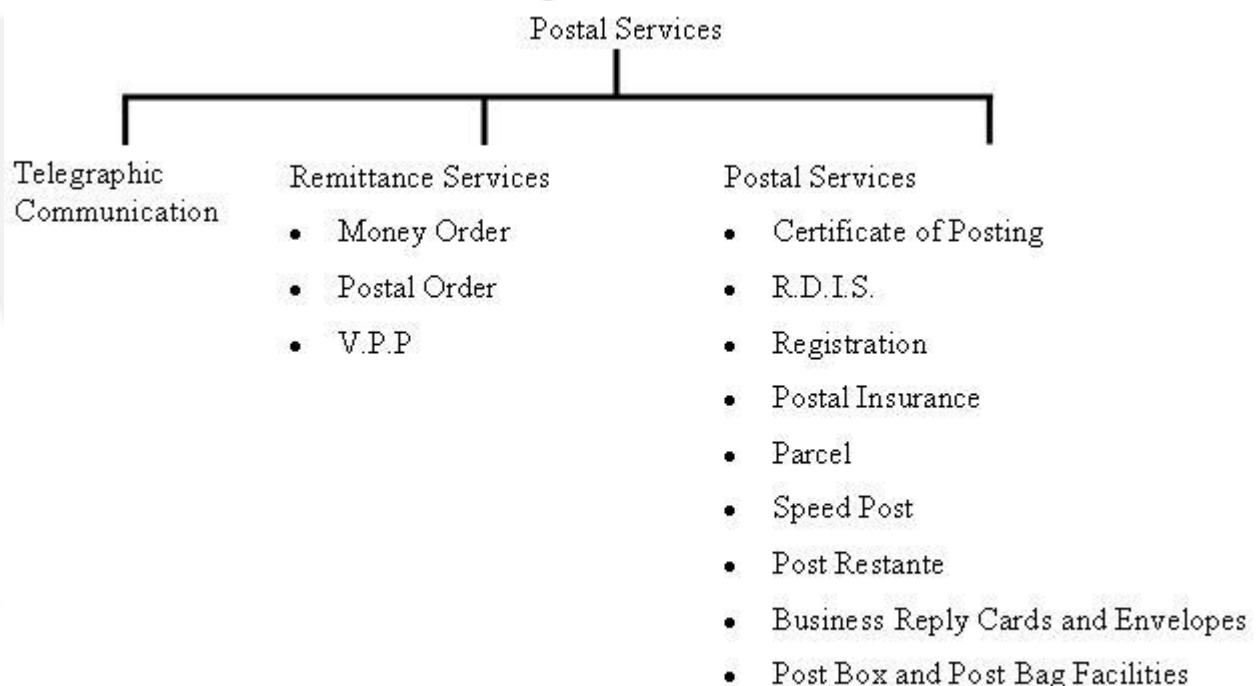 Postal Services
Telegraphic
Communication
Remittance Services
• Money Order
• Postal Order
• V.P.P
Postal Services
• Certificate of Posting
• R.D.I.S.
• Registration
• Postal Insurance
• Parcel
• Speed Post
• Post Restante
• Business Reply Cards and Envelopes
• Post Box and Post Bag Facilities